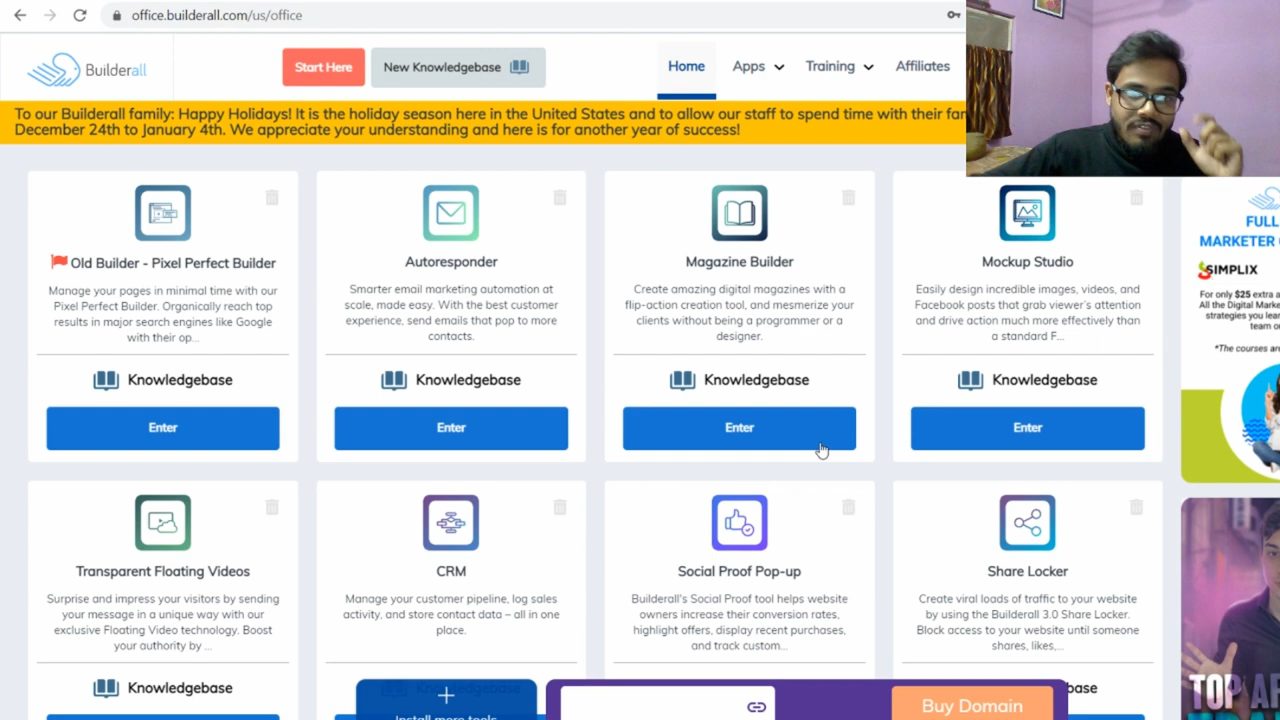 office.builderall.com/us/office
Builderall
Start Here
New Knowledgebase
Home
Apps
Training
Affiliates
To our Builderall family: Happy Holidays! It is the holiday season here in the United States and to allow our staff to spend time with their fa
December 24th to January 4th. We appreciate your understanding and here is for another year of success!
Old Builder - Pixel Perfect Builder
Manage your pages in minimal time with our
Pixel Perfect Builder. Organically reach top
results in major search engines like Google
with their op...
Knowledgebase
Enter
Autoresponder
Smarter email marketing automation at
scale, made easy. With the best customer
experience, send emails that pop to more
contacts.
Knowledgebase
Enter
Magazine Builder
Create amazing digital magazines with a
flip-action creation tool, and mesmerize your
clients without being a programmer or a
designer.
Knowledgebase
Enter
Mockup Studio
Easily design incredible images, videos, and
Facebook posts that grab viewer's attention
and drive action much more effectively than
a standard F...
Knowledgebase
Enter
FULL
MARKETER
SIMPLIX
For only $25 extra a
All the Digital Marke
strategies you lea
team o
*The courses are
Transparent Floating Videos
Surprise and impress your visitors by sending
your message in a unique way with our
exclusive Floating Video technology. Boost
your authority by ...
Knowledgebase
CRM
Manage your customer pipeline, log sales
activity, and store contact data – all in one
place.
Social Proof Pop-up
Builderall's Social Proof tool helps website
owners increase their conversion rates,
highlight offers, display recent purchases,
and track custom...
Share Locker
Create viral loads of traffic to your website
by using the Builderall 3.0 Share Locker.
Block access to your website until someone
shares, likes,...
base
Install more tools
Buy Domain
TOP AF